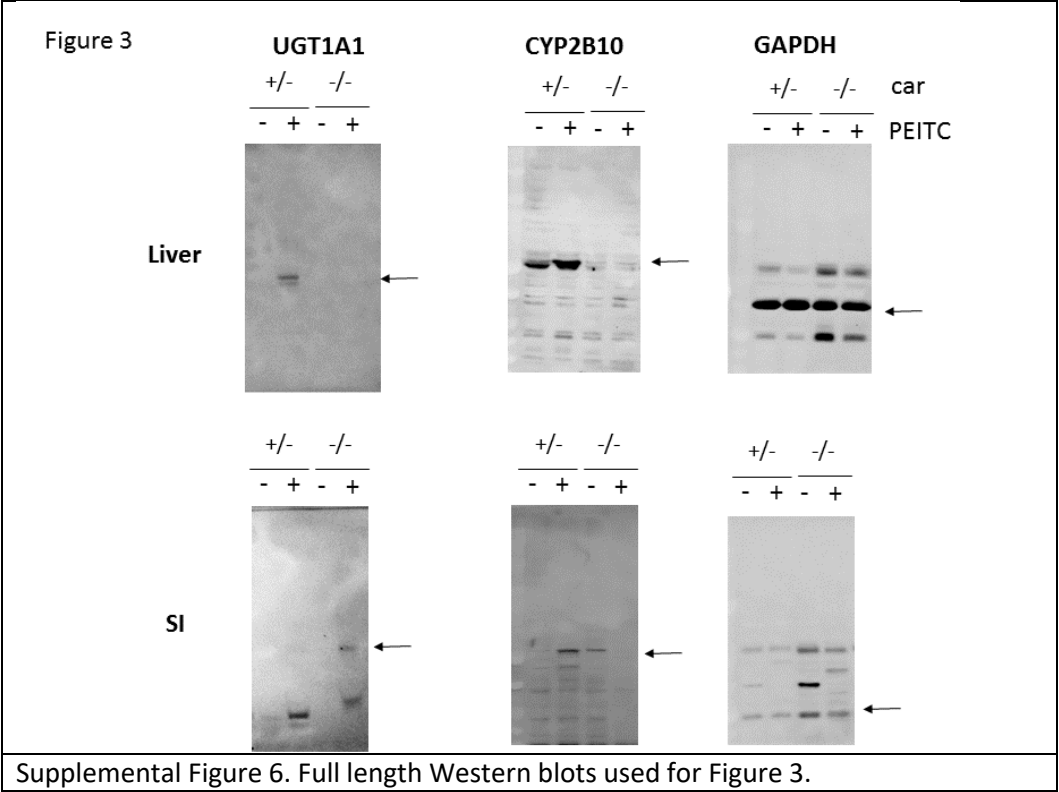 Figure 3
UGT1A1 CYP2B10 GAPDH
+/- -/- +/- -/- +/- -/- car
- + - + - + - + - + - + PEITC
Liver
+/- -/- +/- -/- +/- -/-
- + - + - + - + - + - +
SI
Supplemental Figure 6. Full length Western blots used for Figure 3.